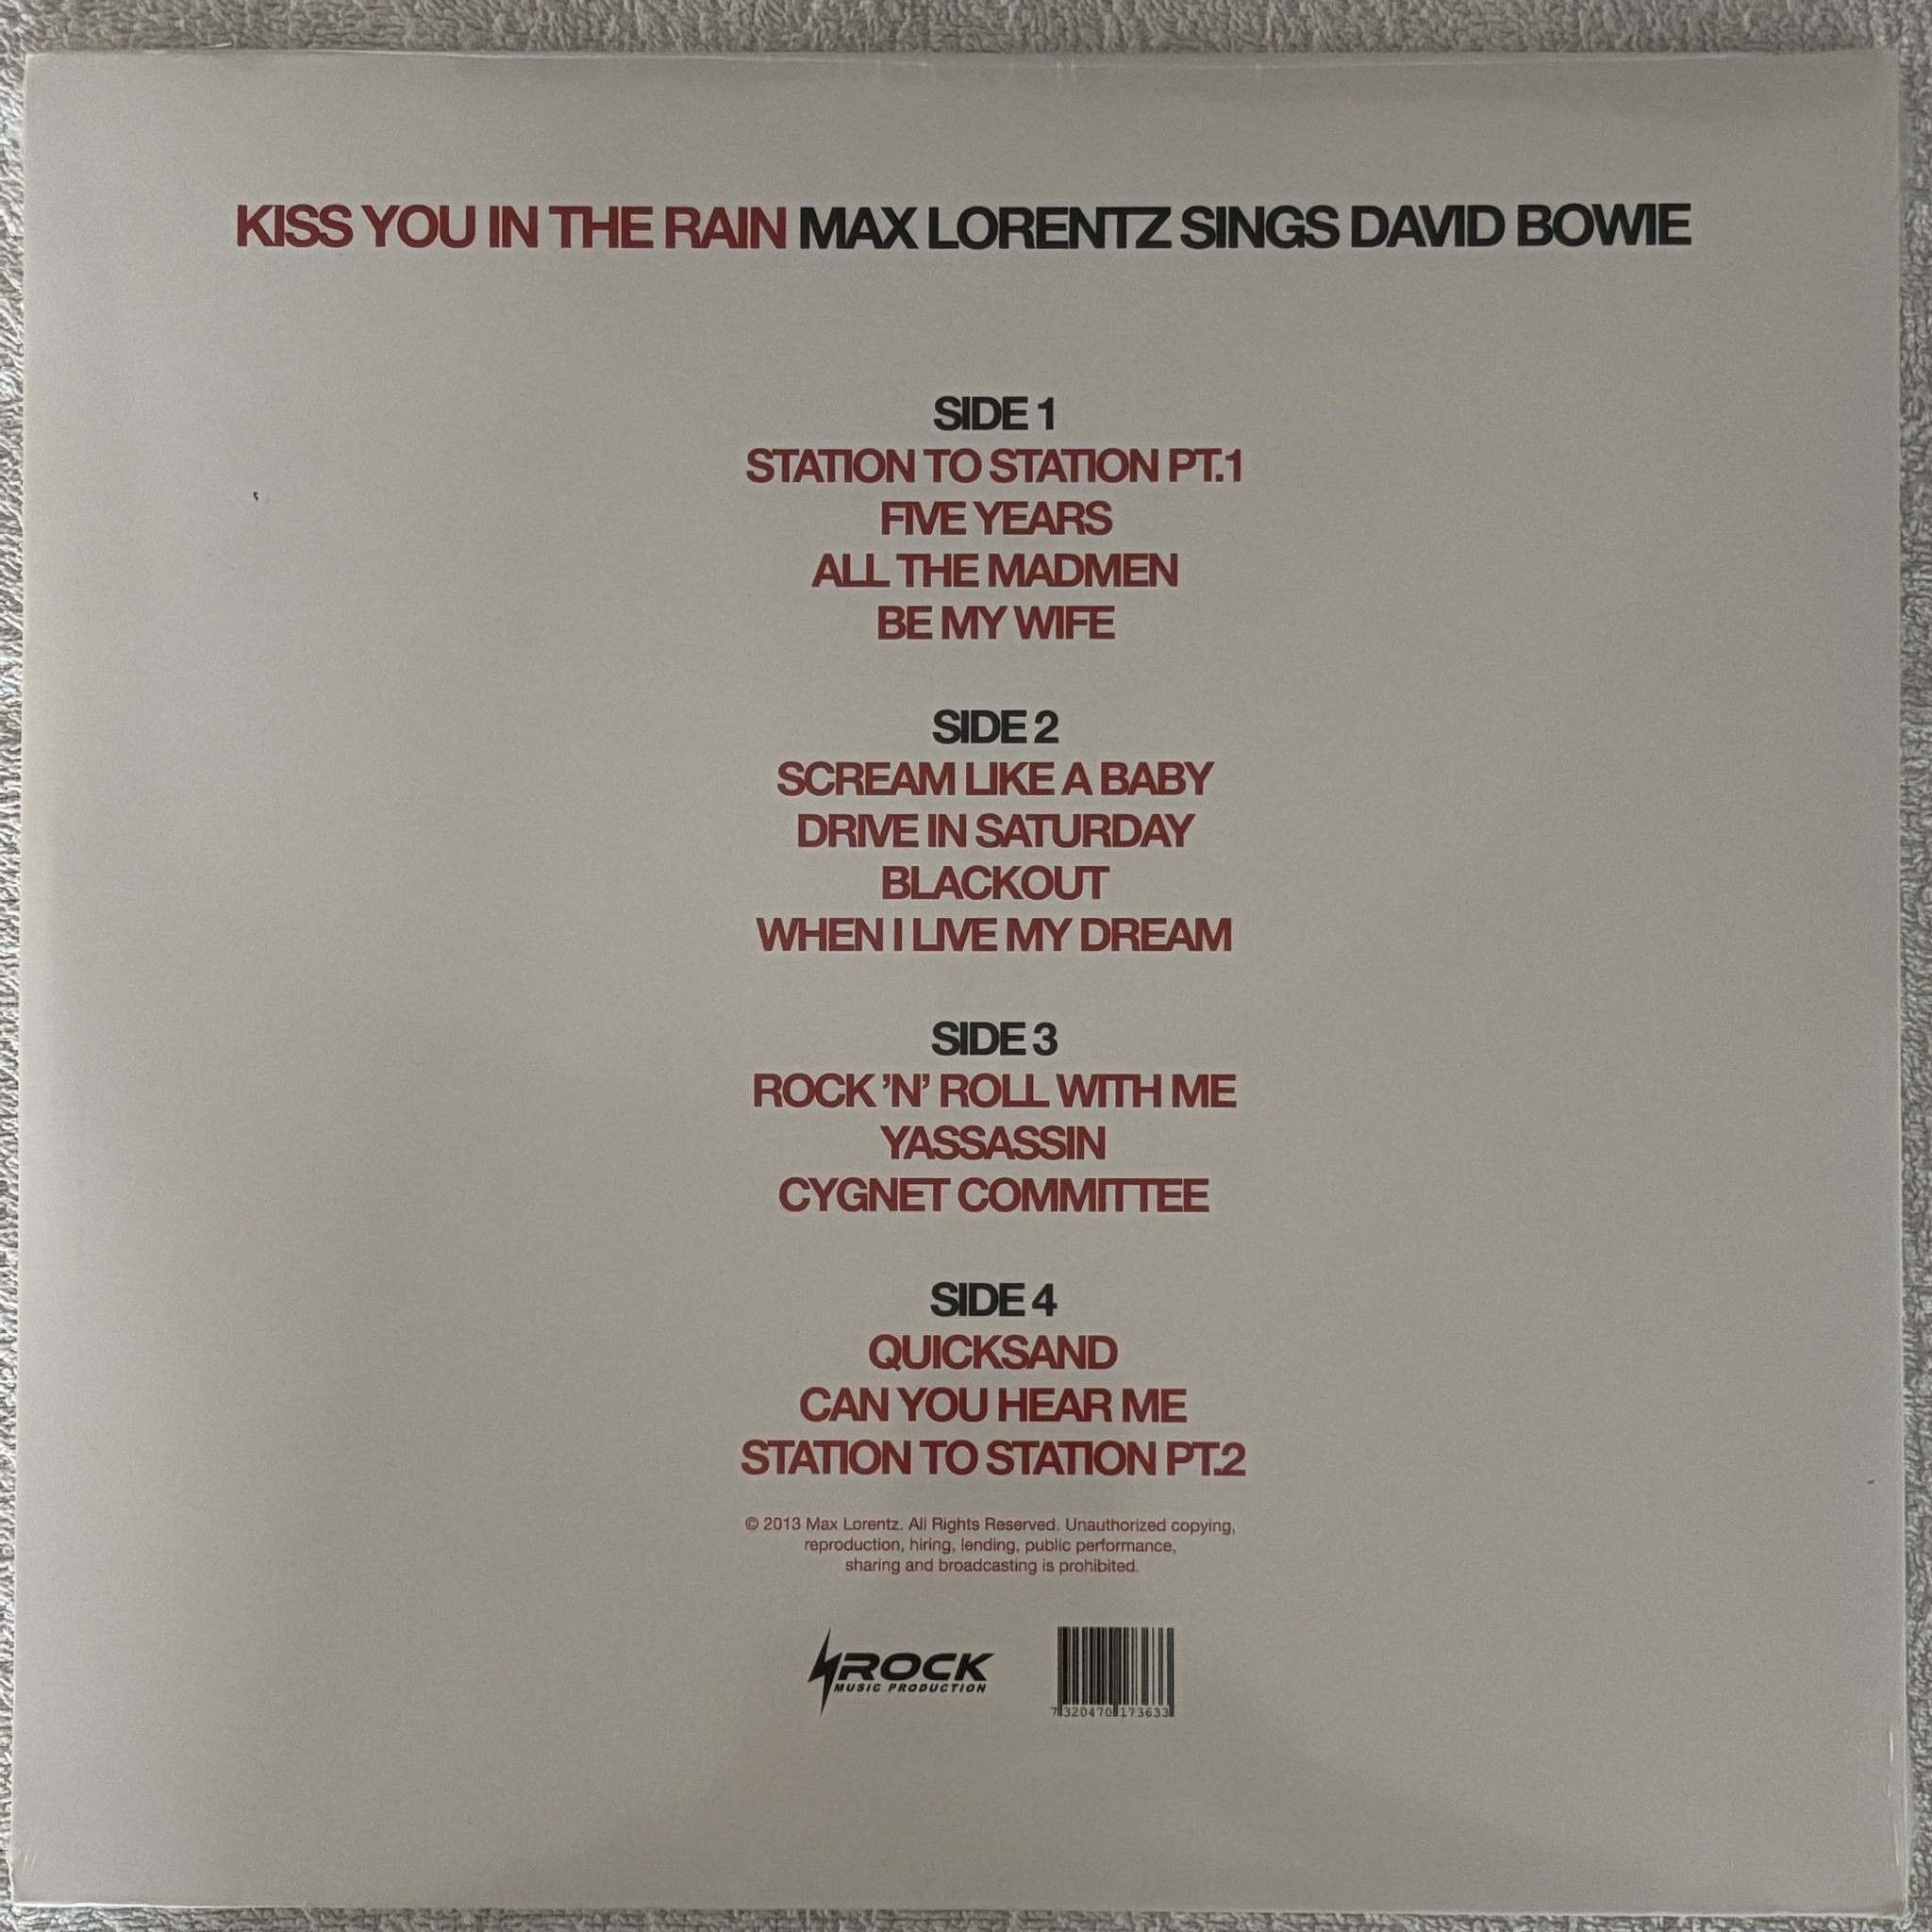 KISS YOU IN THE RAIN MAX LORENTZ SINGS DAVID BOWIE
SIDE 1
STATION TO STATION PT.1
FIVE YEARS
ALL THE MADMEN
BE MY WIFE
SIDE 2
SCREAM LIKE A BABY
DRIVE IN SATURDAY
BLACKOUT
WHEN I LIVE MY DREAM
SIDE 3
ROCK 'N' ROLL WITH ME
YASSASSIN
CYGNET COMMITTEE
SIDE 4
QUICKSAND
CAN YOU HEAR ME
STATION TO STATION PT.2
© 2013 Max Lorentz. All Rights Reserved. Unauthorized copying,
reproduction, hiring, lending, public performance,
sharing and broadcasting is prohibited.
ROCK
MUSIC PRODUCTION
7 320470 173633